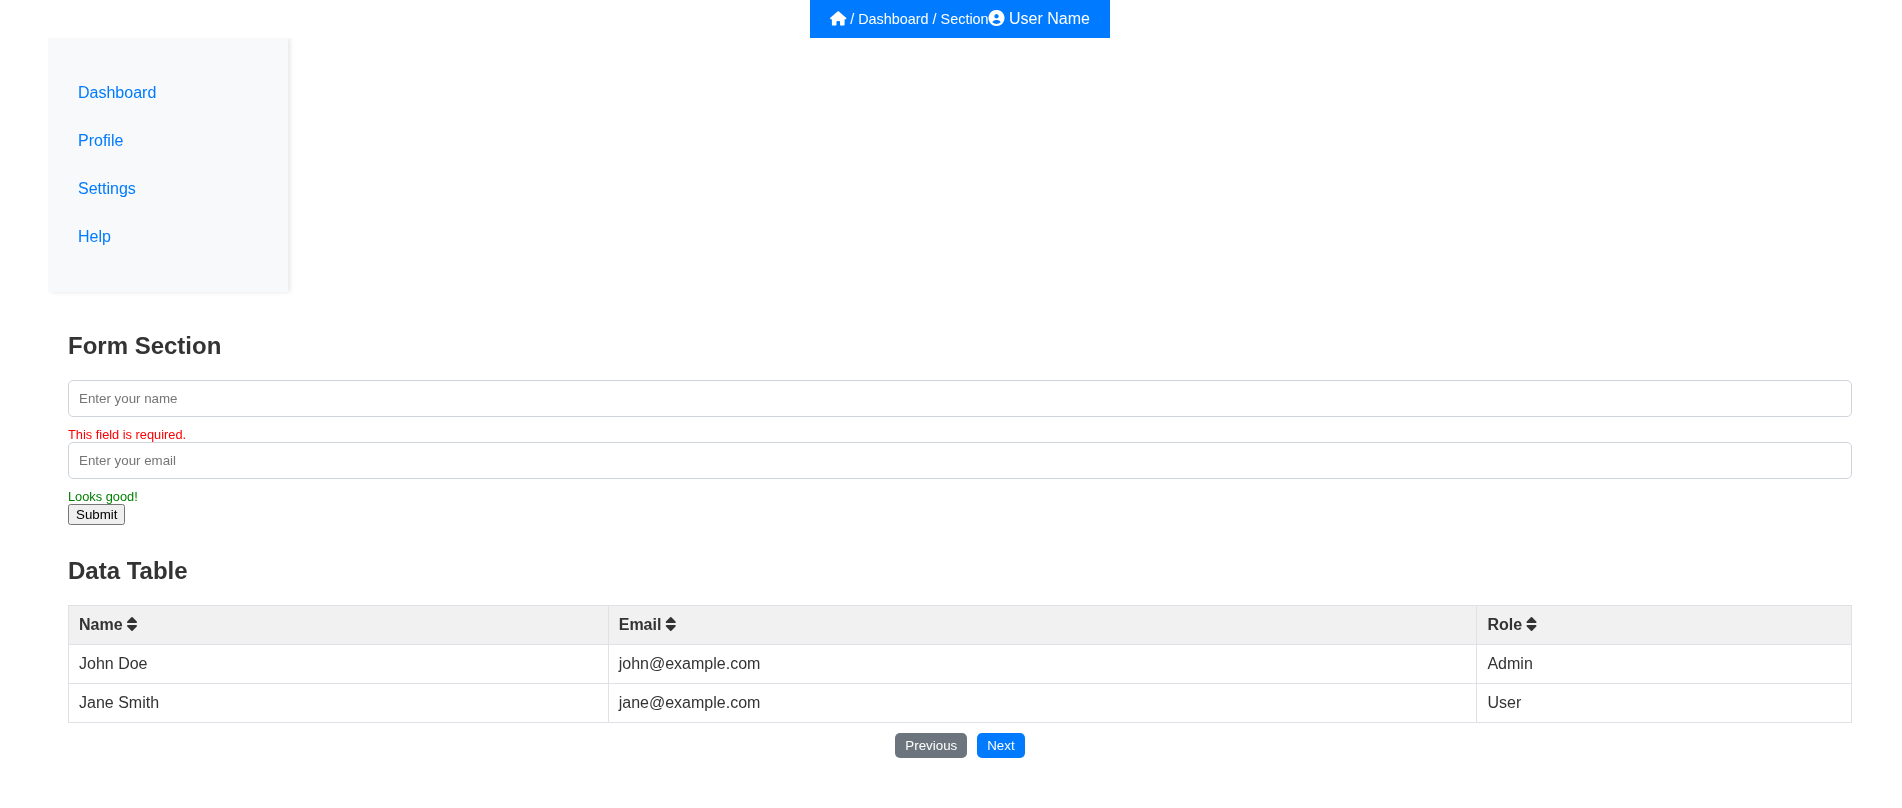 / Dashboard / Section User Name
Dashboard
Profile
Settings
Help
Form Section
Enter your name
This field is required.
Enter your email
Looks good!
Submit
Data Table
Name Email Role
John Doe john@example.com Admin
Jane Smith jane@example.com User
Previous Next